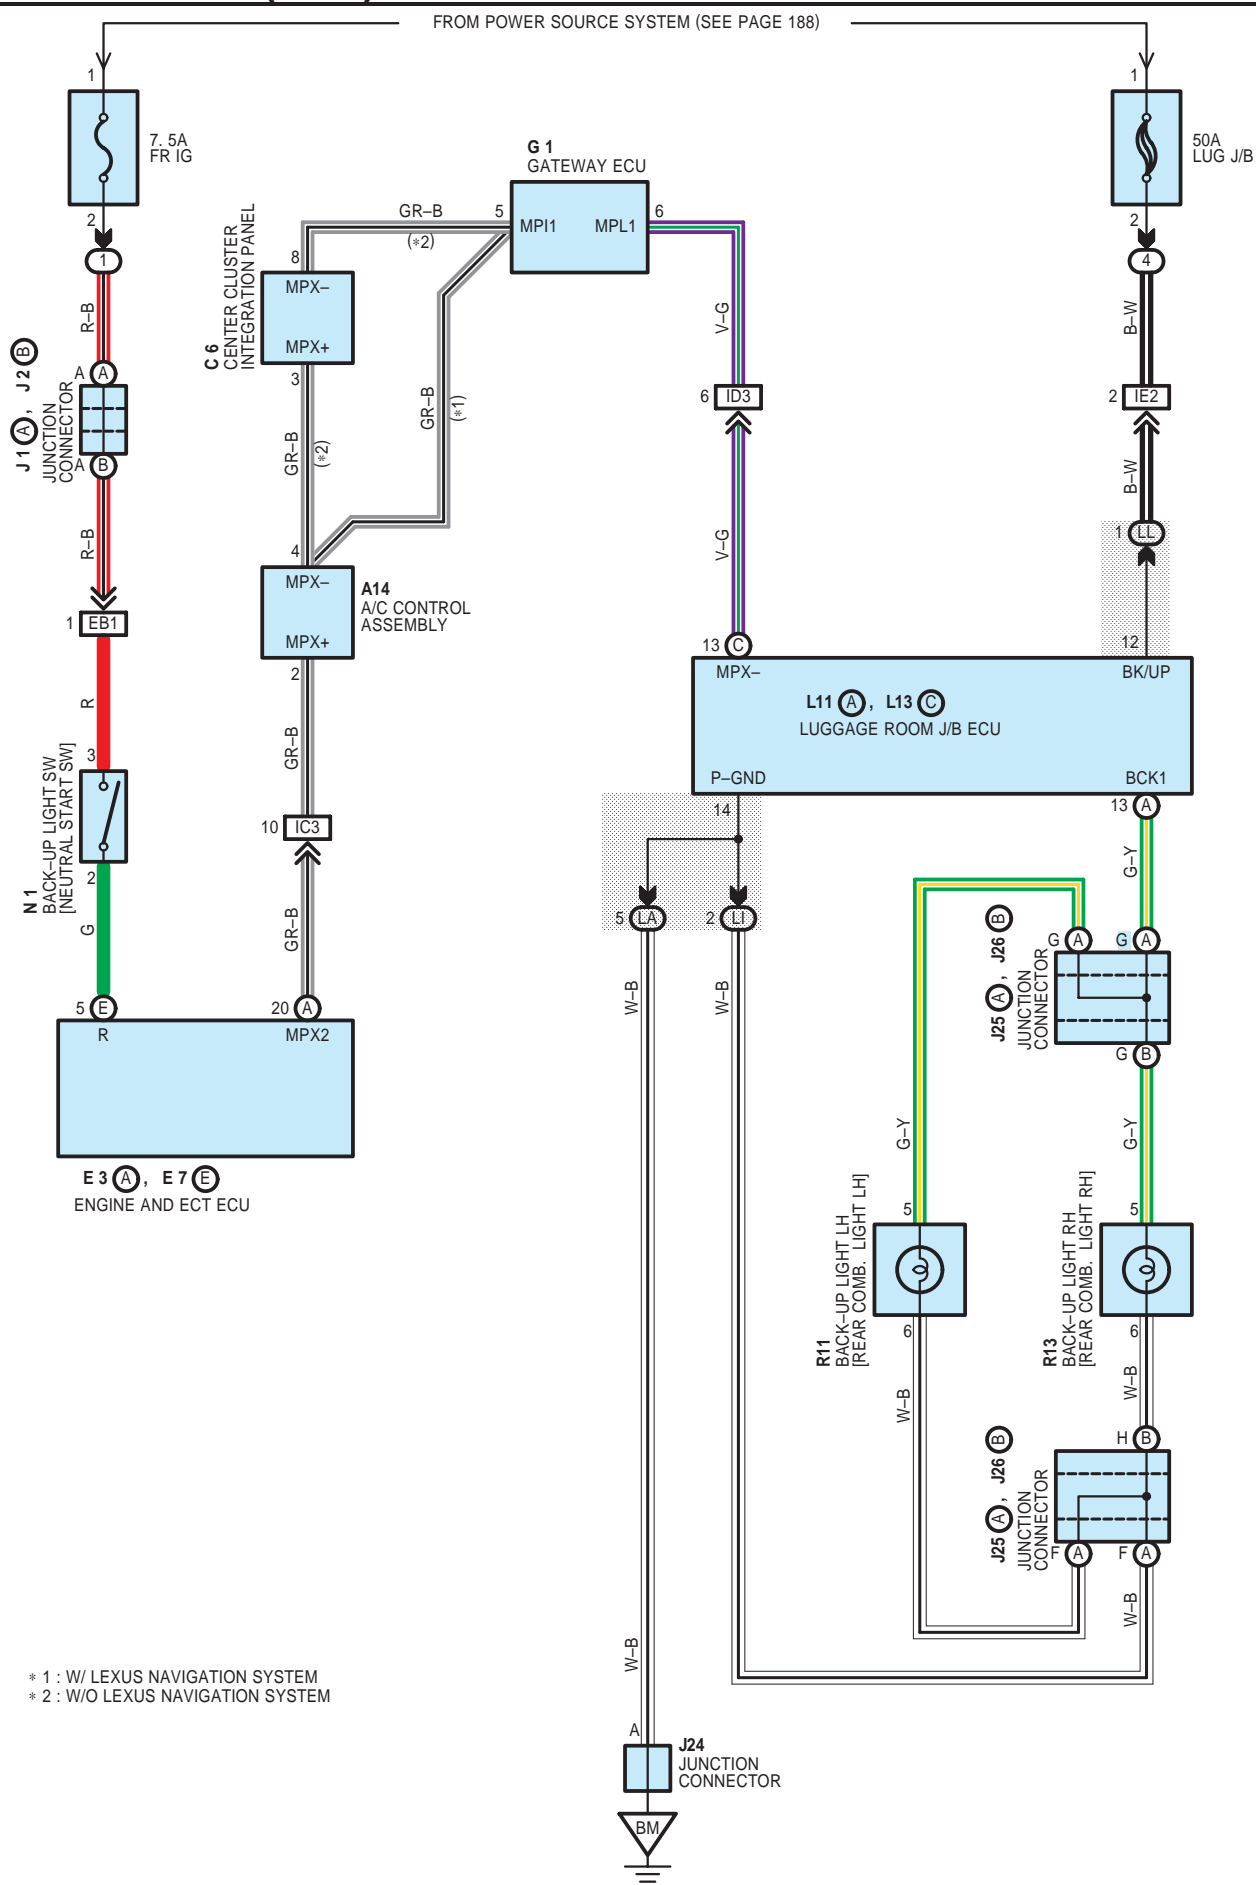 FROM POWER SOURCE SYSTEM (SEE PAGE 188)
1
1
7. 5A
FR IG
50A
LUG J/B
2
2
1
4
G 1
GATEWAY ECU
5
MPI1
MPL1
6
GR–B
(∗2)
8
MPX–
MPX+
3
C 6
CENTER CLUSTER
INTEGRATION PANEL
R–B
V–G
B–W
J 1 A , J 2 B
JUNCTION
CONNECTOR
A A
A B
GR–B
(∗1)
GR–B
(∗2)
6 ID3
2 IE2
R–B
V–G
B–W
1 LL
4
MPX–
MPX+
2
A14
A/C CONTROL
ASSEMBLY
1 EB1
R
3
N 1
BACK–UP LIGHT SW
[NEUTRAL START SW]
2
G
GR–B
10 IC3
GR–B
13 C
12
MPX–
BK/UP
L11 A , L13 C
LUGGAGE ROOM J/B ECU
P–GND
BCK1
14
13 A
G–Y
5 LA
2 LI
W–B
W–B
G A
G A
J25 A , J26 B
JUNCTION
CONNECTOR
G B
5 E
20 A
R
MPX2
E 3 A , E 7 E
ENGINE AND ECT ECU
G–Y
G–Y
5
5
R11
BACK–UP LIGHT LH
[REAR COMB. LIGHT LH]
R13
BACK–UP LIGHT RH
[REAR COMB. LIGHT RH]
6
6
W–B
W–B
H B
J25 A , J26 B
JUNCTION
CONNECTOR
F A
F A
W–B
W–B
∗ 1 : W/ LEXUS NAVIGATION SYSTEM
∗ 2 : W/O LEXUS NAVIGATION SYSTEM
A
J24
JUNCTION
CONNECTOR
BM